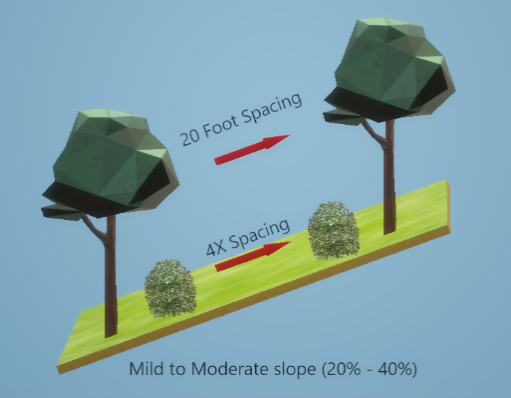 20 Foot Spacing
4X Spacing
Mild to Moderate slope (20% - 40%)